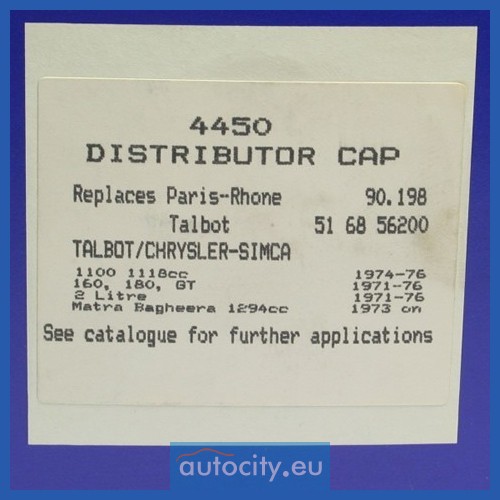 4450
DISTRIBUTOR CAP
Replaces Paris-Rhone 90.198
Talbot 51 68 56200
TALBOT/CHRYSLER-SIMCA
1100 1118cc 1974-76
160, 180, GT 1971-76
2 Litre 1971-76
Matra Bagheera 1294cc 1973 on
See catalogue for further applications
autocity.eu